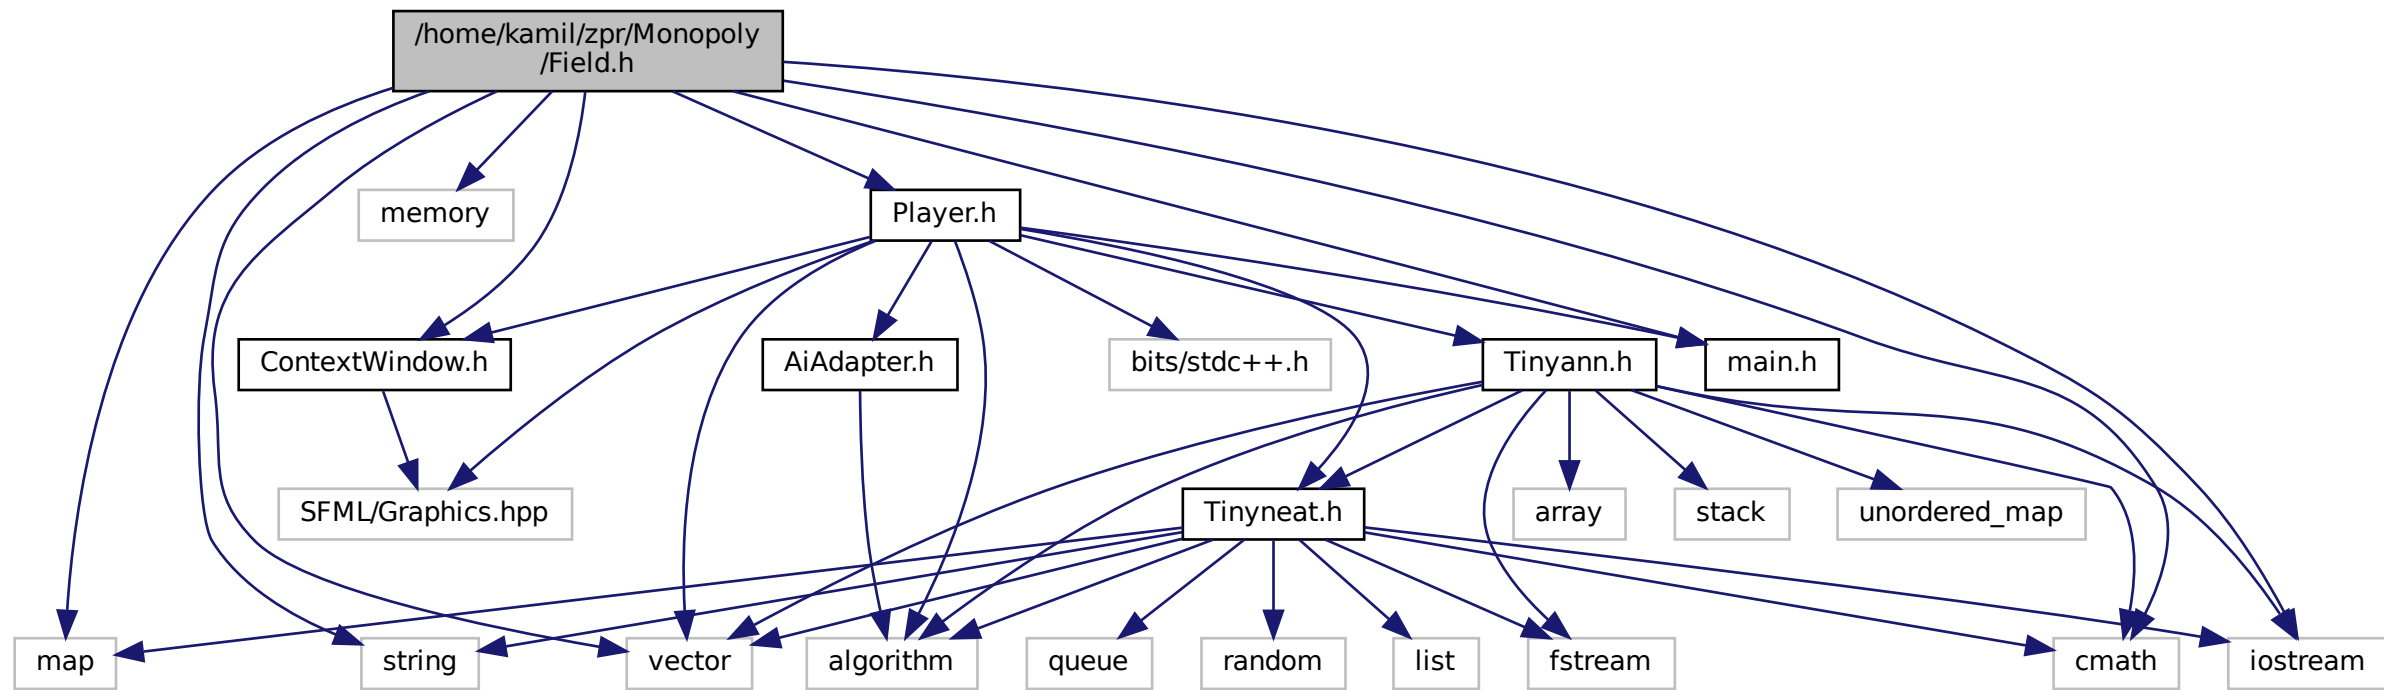 /home/kamil/zpr/Monopoly
/Field.h
memory
Player.h
ContextWindow.h
AiAdapter.h
bits/stdc++.h
Tinyann.h
main.h
SFML/Graphics.hpp
Tinyneat.h
array
stack
unordered_map
map
string
vector
algorithm
queue
random
list
fstream
cmath
iostream